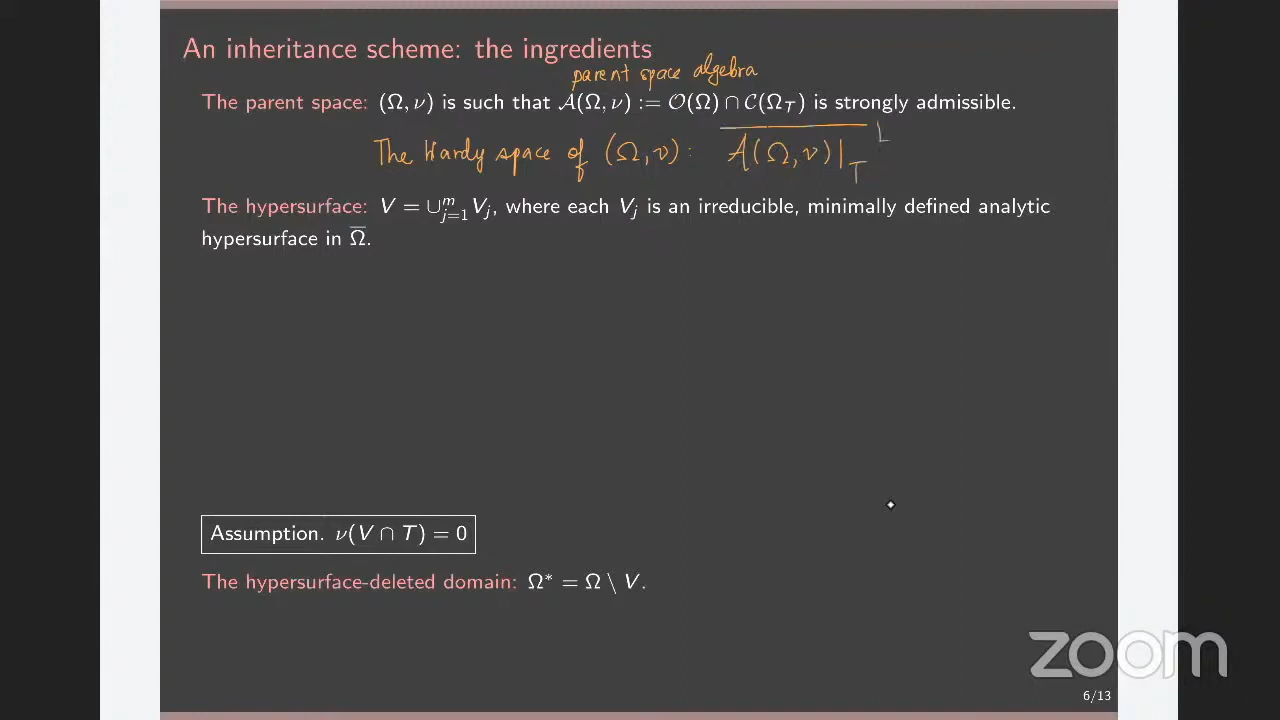 An inheritance scheme: the ingredients
parent space algebra
The parent space: (Ω, ν) is such that 𝒜(Ω, ν) := 𝒪(Ω) ∩ 𝒞(Ω_T) is strongly admissible.
The Hardy space of (Ω, ν): \overline{A(Ω, ν)|_T}^L
The hypersurface: V = ∪_{j=1}^m V_j, where each V_j is an irreducible, minimally defined analytic
hypersurface in \overline{Ω}.
Assumption. ν(V ∩ T) = 0
The hypersurface-deleted domain: Ω* = Ω \ V.
zoom
6/13